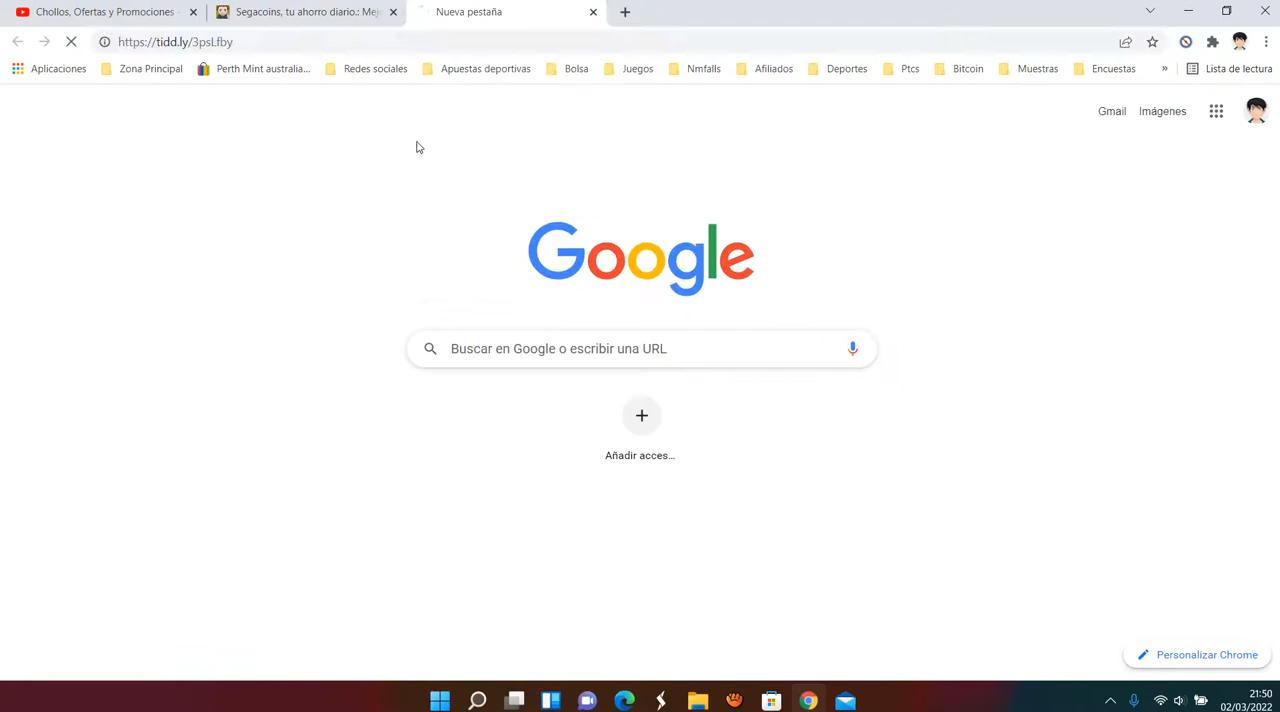 Chollos, Ofertas y Promociones -
Segacoins, tu ahorro diario.: Mej
Nueva pestaña
https://tidd.ly/3psLfby
Aplicaciones
Zona Principal
Perth Mint australia...
Redes sociales
Apuestas deportivas
Bolsa
Juegos
Nmfalls
Afiliados
Deportes
Ptcs
Bitcoin
Muestras
Encuestas
»
Lista de lectura
Gmail
Imágenes
Google
Buscar en Google o escribir una URL
Añadir acces...
Personalizar Chrome
21:50
02/03/2022